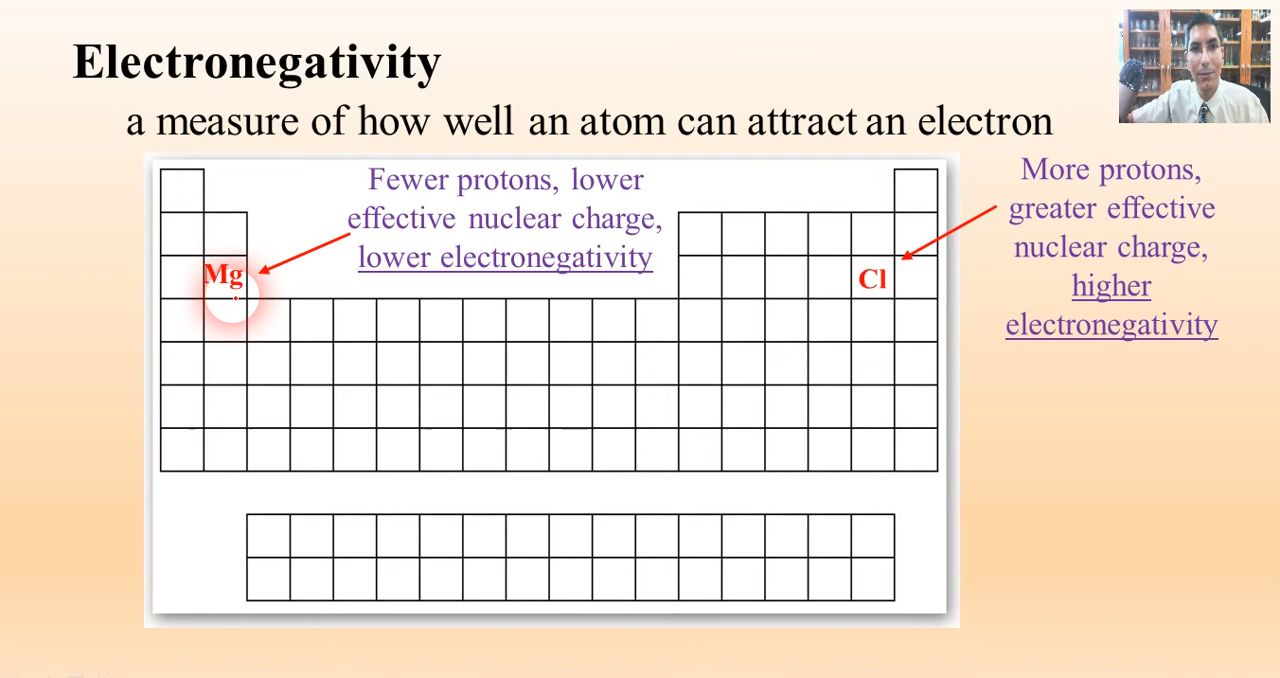 Electronegativity
a measure of how well an atom can attract an electron
Fewer protons, lower
effective nuclear charge,
lower electronegativity
More protons,
greater effective
nuclear charge,
higher
electronegativity
Mg
Cl